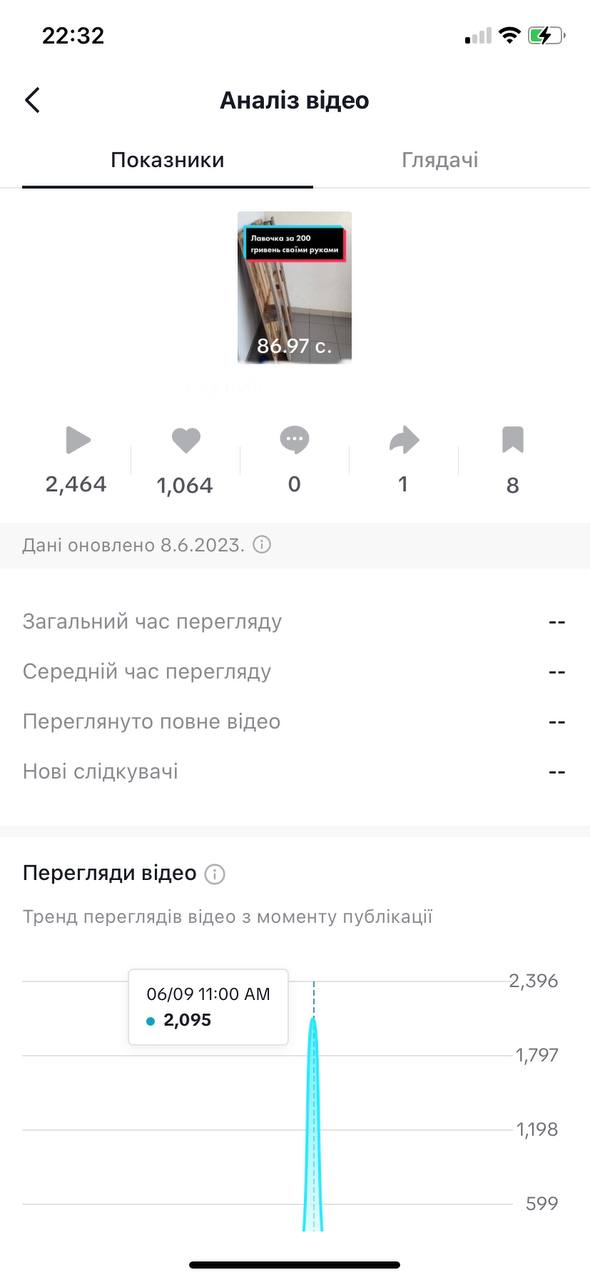 22:32
Аналіз відео
Показники
Глядачі
Лавочка за 200
гривень своїми руками
86.97 с.
2,464
1,064
0
1
8
Дані оновлено 8.6.2023.
Загальний час перегляду
--
Середній час перегляду
--
Переглянуто повне відео
--
Нові слідкувачі
--
Перегляди відео
Тренд переглядів відео з моменту публікації
2,396
06/09 11:00 AM
2,095
1,797
1,198
599